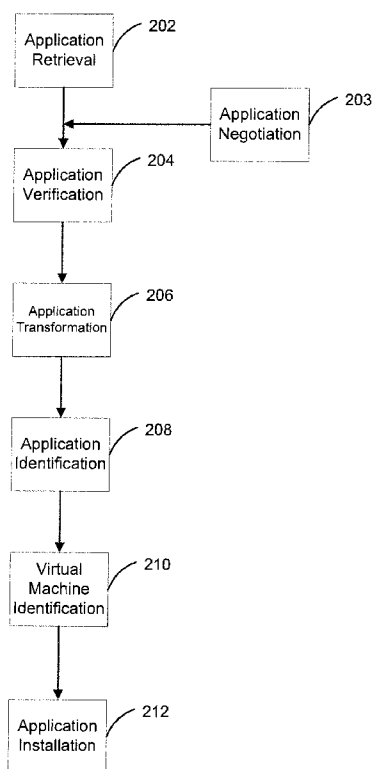 Application
Retrieval
202
Application
Negotiation
203
Application
Verification
204
Application
Transformation
206
Application
Identification
208
Virtual
Machine
Identification
210
Application
Installation
212